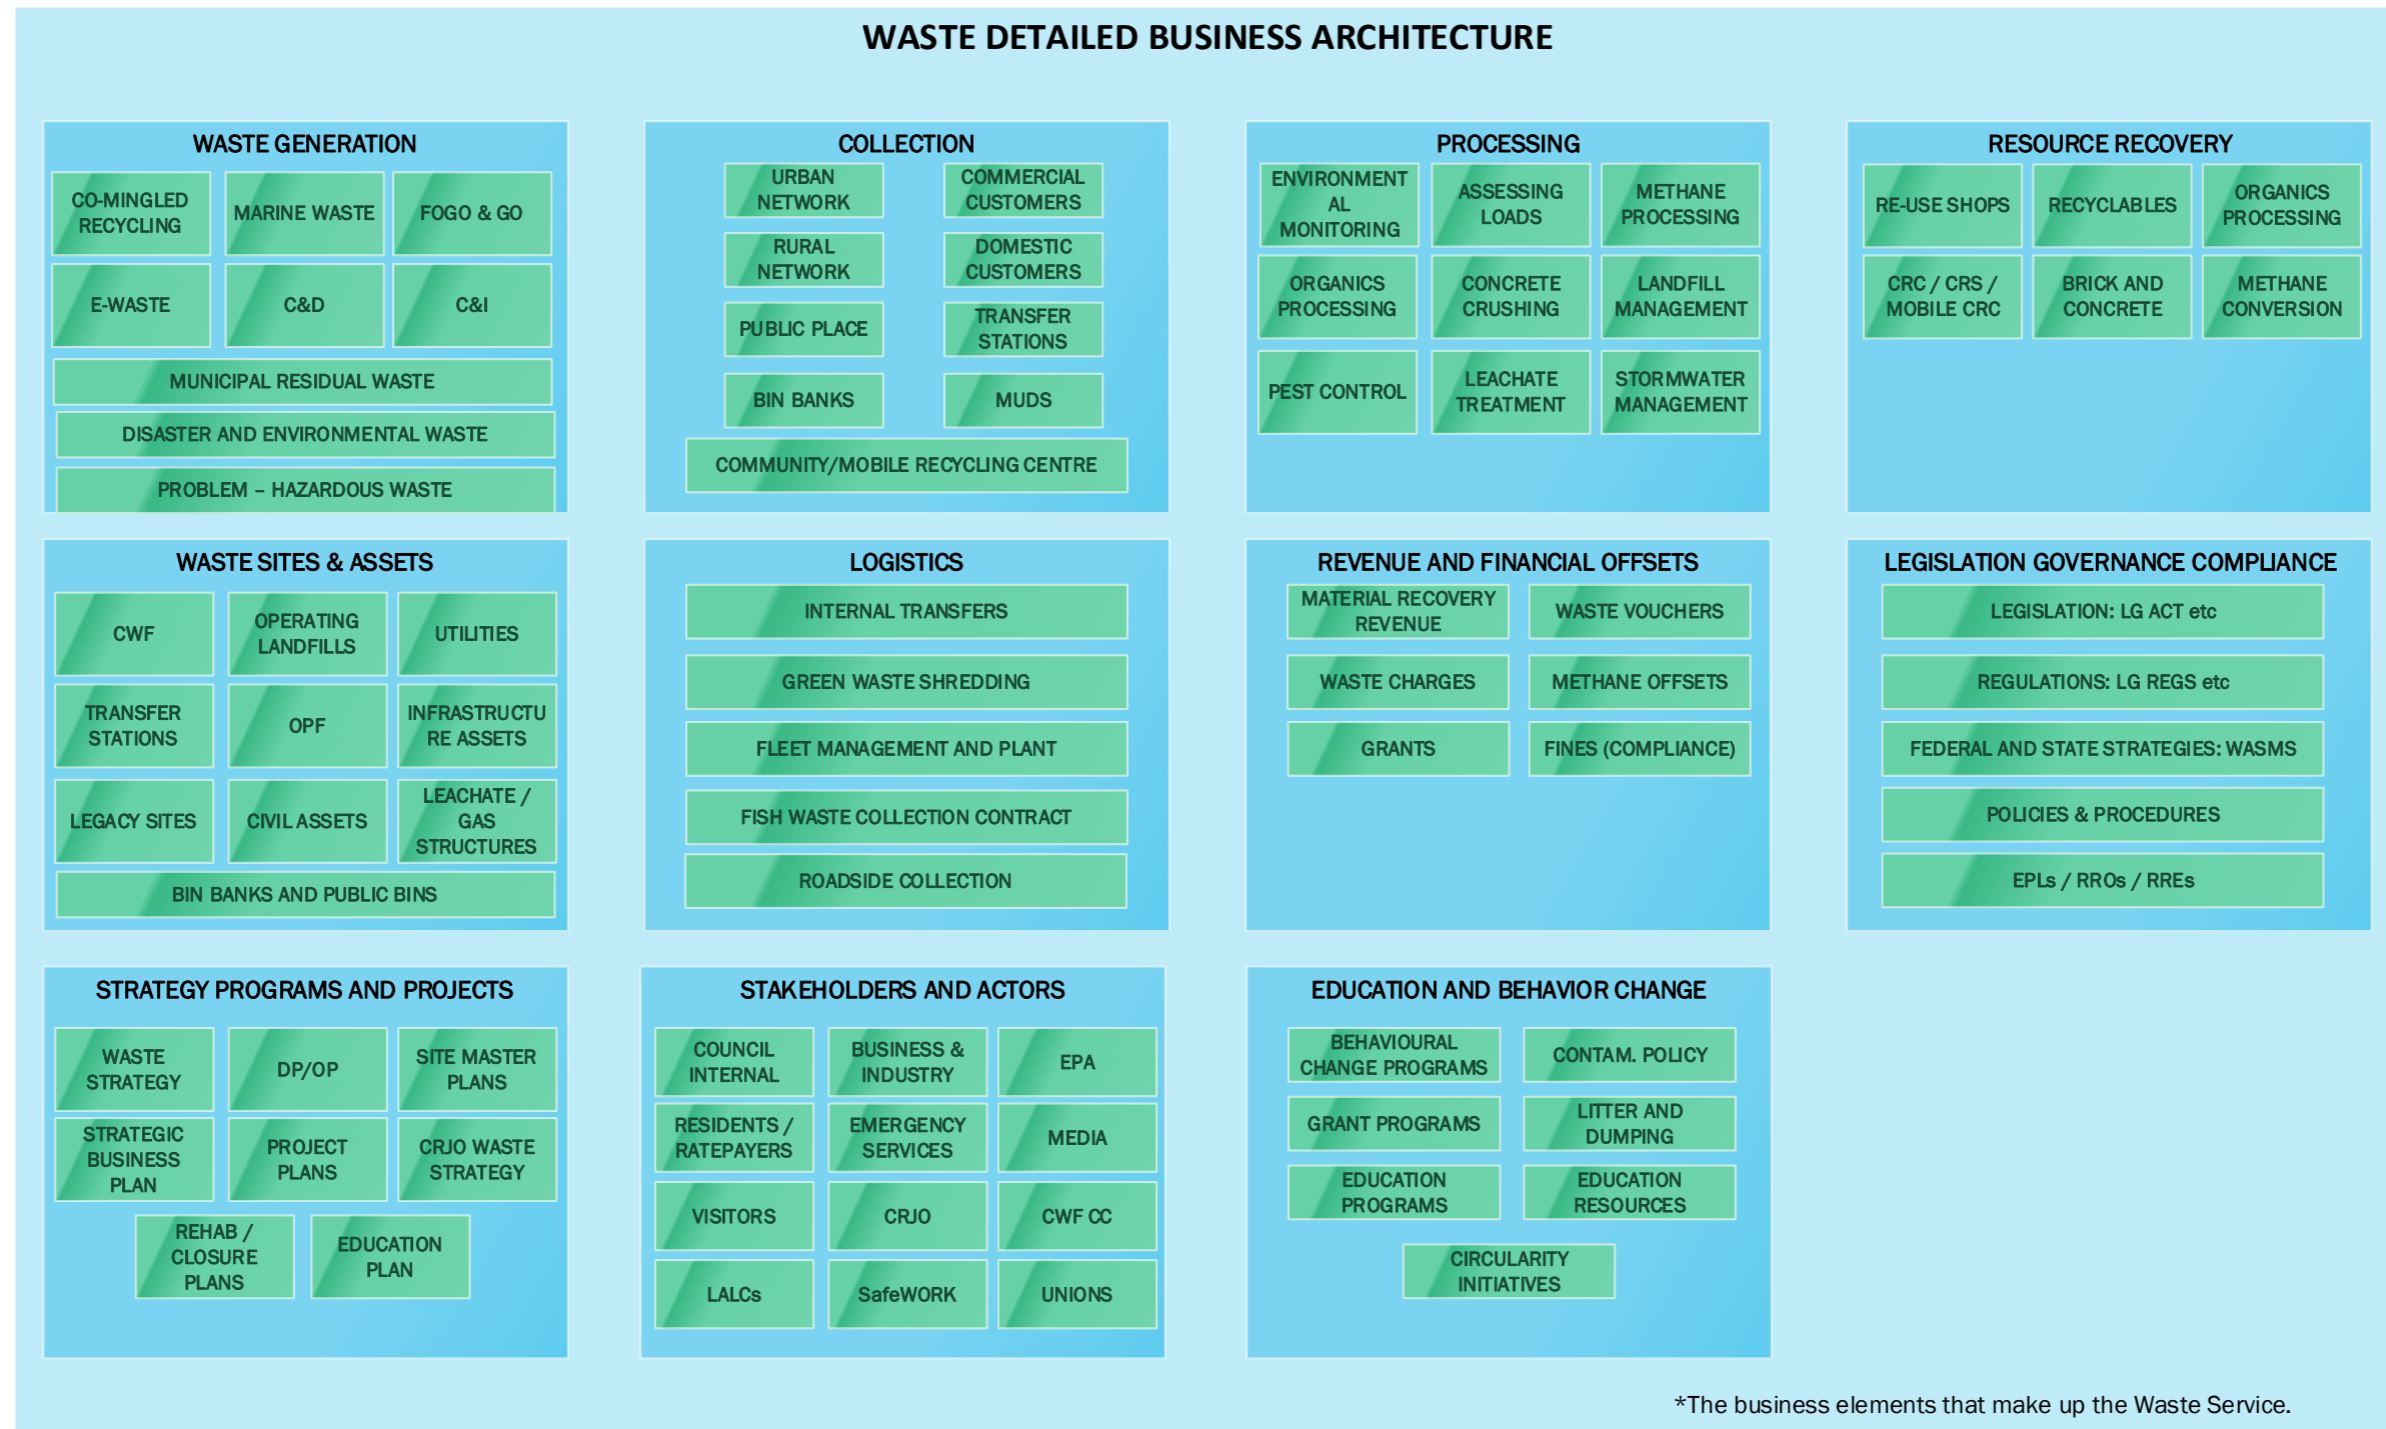 WASTE DETAILED BUSINESS ARCHITECTURE
WASTE GENERATION
CO-MINGLED
RECYCLING
MARINE WASTE
FOGO & GO
E-WASTE
C&D
C&I
MUNICIPAL RESIDUAL WASTE
DISASTER AND ENVIRONMENTAL WASTE
PROBLEM – HAZARDOUS WASTE
COLLECTION
URBAN
NETWORK
COMMERCIAL
CUSTOMERS
RURAL
NETWORK
DOMESTIC
CUSTOMERS
PUBLIC PLACE
TRANSFER
STATIONS
BIN BANKS
MUDS
COMMUNITY/MOBILE RECYCLING CENTRE
PROCESSING
ENVIRONMENT
AL
MONITORING
ASSESSING
LOADS
METHANE
PROCESSING
ORGANICS
PROCESSING
CONCRETE
CRUSHING
LANDFILL
MANAGEMENT
PEST CONTROL
LEACHATE
TREATMENT
STORMWATER
MANAGEMENT
RESOURCE RECOVERY
RE-USE SHOPS
RECYCLABLES
ORGANICS
PROCESSING
CRC / CRS /
MOBILE CRC
BRICK AND
CONCRETE
METHANE
CONVERSION
WASTE SITES & ASSETS
CWF
OPERATING
LANDFILLS
UTILITIES
TRANSFER
STATIONS
OPF
INFRASTRUCTU
RE ASSETS
LEGACY SITES
CIVIL ASSETS
LEACHATE /
GAS
STRUCTURES
BIN BANKS AND PUBLIC BINS
LOGISTICS
INTERNAL TRANSFERS
GREEN WASTE SHREDDING
FLEET MANAGEMENT AND PLANT
FISH WASTE COLLECTION CONTRACT
ROADSIDE COLLECTION
REVENUE AND FINANCIAL OFFSETS
MATERIAL RECOVERY
REVENUE
WASTE VOUCHERS
WASTE CHARGES
METHANE OFFSETS
GRANTS
FINES (COMPLIANCE)
LEGISLATION GOVERNANCE COMPLIANCE
LEGISLATION: LG ACT etc
REGULATIONS: LG REGS etc
FEDERAL AND STATE STRATEGIES: WASMS
POLICIES & PROCEDURES
EPLs / RROs / RREs
STRATEGY PROGRAMS AND PROJECTS
WASTE
STRATEGY
DP/OP
SITE MASTER
PLANS
STRATEGIC
BUSINESS
PLAN
PROJECT
PLANS
CRJO WASTE
STRATEGY
REHAB /
CLOSURE
PLANS
EDUCATION
PLAN
STAKEHOLDERS AND ACTORS
COUNCIL
INTERNAL
BUSINESS &
INDUSTRY
EPA
RESIDENTS /
RATEPAYERS
EMERGENCY
SERVICES
MEDIA
VISITORS
CRJO
CWF CC
LALCs
SafeWORK
UNIONS
EDUCATION AND BEHAVIOR CHANGE
BEHAVIOURAL
CHANGE PROGRAMS
CONTAM. POLICY
GRANT PROGRAMS
LITTER AND
DUMPING
EDUCATION
PROGRAMS
EDUCATION
RESOURCES
CIRCULARITY
INITIATIVES
*The business elements that make up the Waste Service.